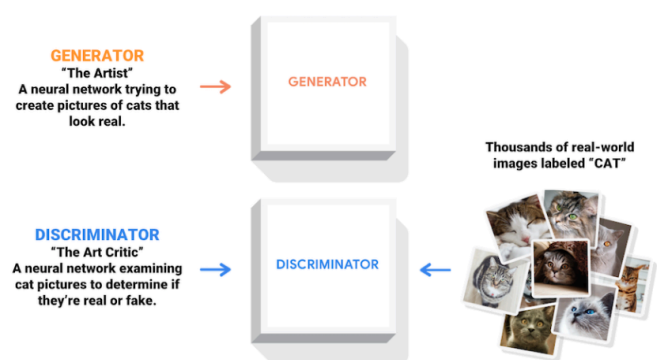 GENERATOR
“The Artist”
A neural network trying to
create pictures of cats that
look real.
GENERATOR
Thousands of real-world
images labeled “CAT”
DISCRIMINATOR
“The Art Critic”
A neural network examining
cat pictures to determine if
they’re real or fake.
DISCRIMINATOR